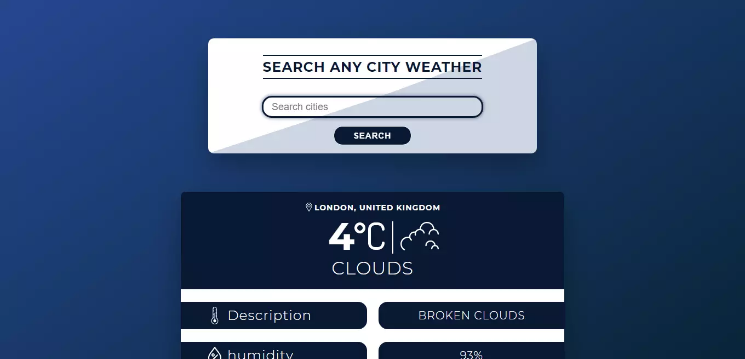 SEARCH ANY CITY WEATHER
Search cities
SEARCH
LONDON, UNITED KINGDOM
4°C
CLOUDS
Description
BROKEN CLOUDS
humidity
93%